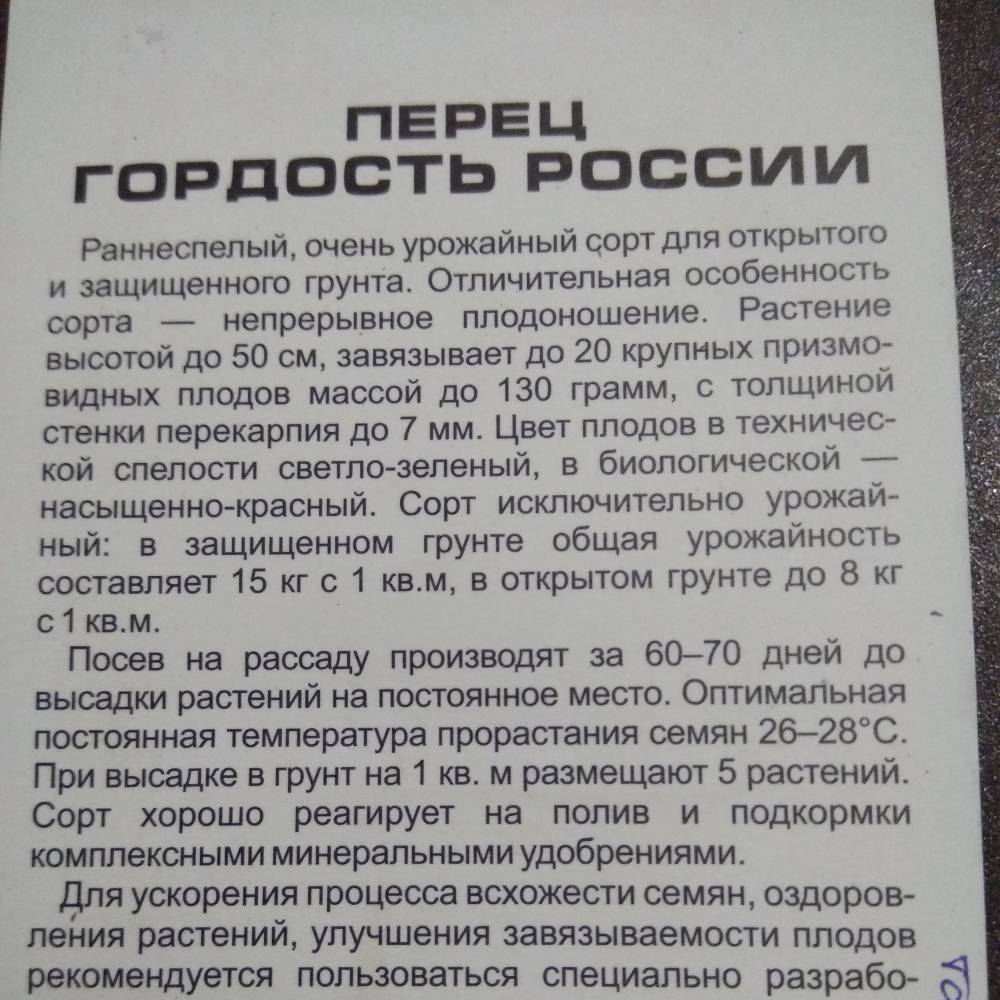 ПЕРЕЦ
ГОРДОСТЬ РОССИИ
Раннеспелый, очень урожайный сорт для открытого
и защищенного грунта. Отличительная особенность
сорта — непрерывное плодоношение. Растение
высотой до 50 см, завязывает до 20 крупных призмо-
видных плодов массой до 130 грамм, с толщиной
стенки перекарпия до 7 мм. Цвет плодов в техничес-
кой спелости светло-зеленый, в биологической —
насыщенно-красный. Сорт исключительно урожай-
ный: в защищенном грунте общая урожайность
составляет 15 кг с 1 кв.м, в открытом грунте до 8 кг
с 1 кв.м.
Посев на рассаду производят за 60–70 дней до
высадки растений на постоянное место. Оптимальная
постоянная температура прорастания семян 26–28°С.
При высадке в грунт на 1 кв. м размещают 5 растений.
Сорт хорошо реагирует на полив и подкормки
комплексными минеральными удобрениями.
Для ускорения процесса всхожести семян, оздоров-
ления растений, улучшения завязываемости плодов
рекомендуется пользоваться специально разрабо-